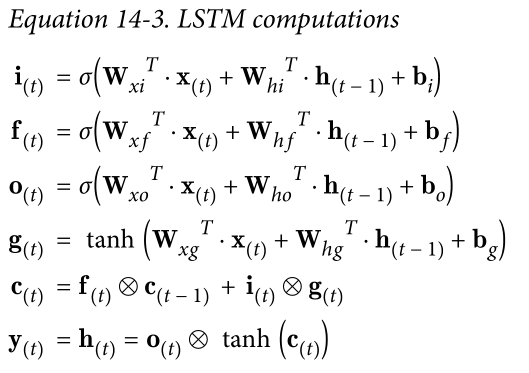 Equation 14-3. LSTM computations
i(t) = σ(Wxi^T · x(t) + Whi^T · h(t − 1) + bi)
f(t) = σ(Wxf^T · x(t) + Whf^T · h(t − 1) + bf)
o(t) = σ(Wxo^T · x(t) + Who^T · h(t − 1) + bo)
g(t) = tanh (Wxg^T · x(t) + Whg^T · h(t − 1) + bg)
c(t) = f(t) ⊗ c(t − 1) + i(t) ⊗ g(t)
y(t) = h(t) = o(t) ⊗ tanh (c(t))